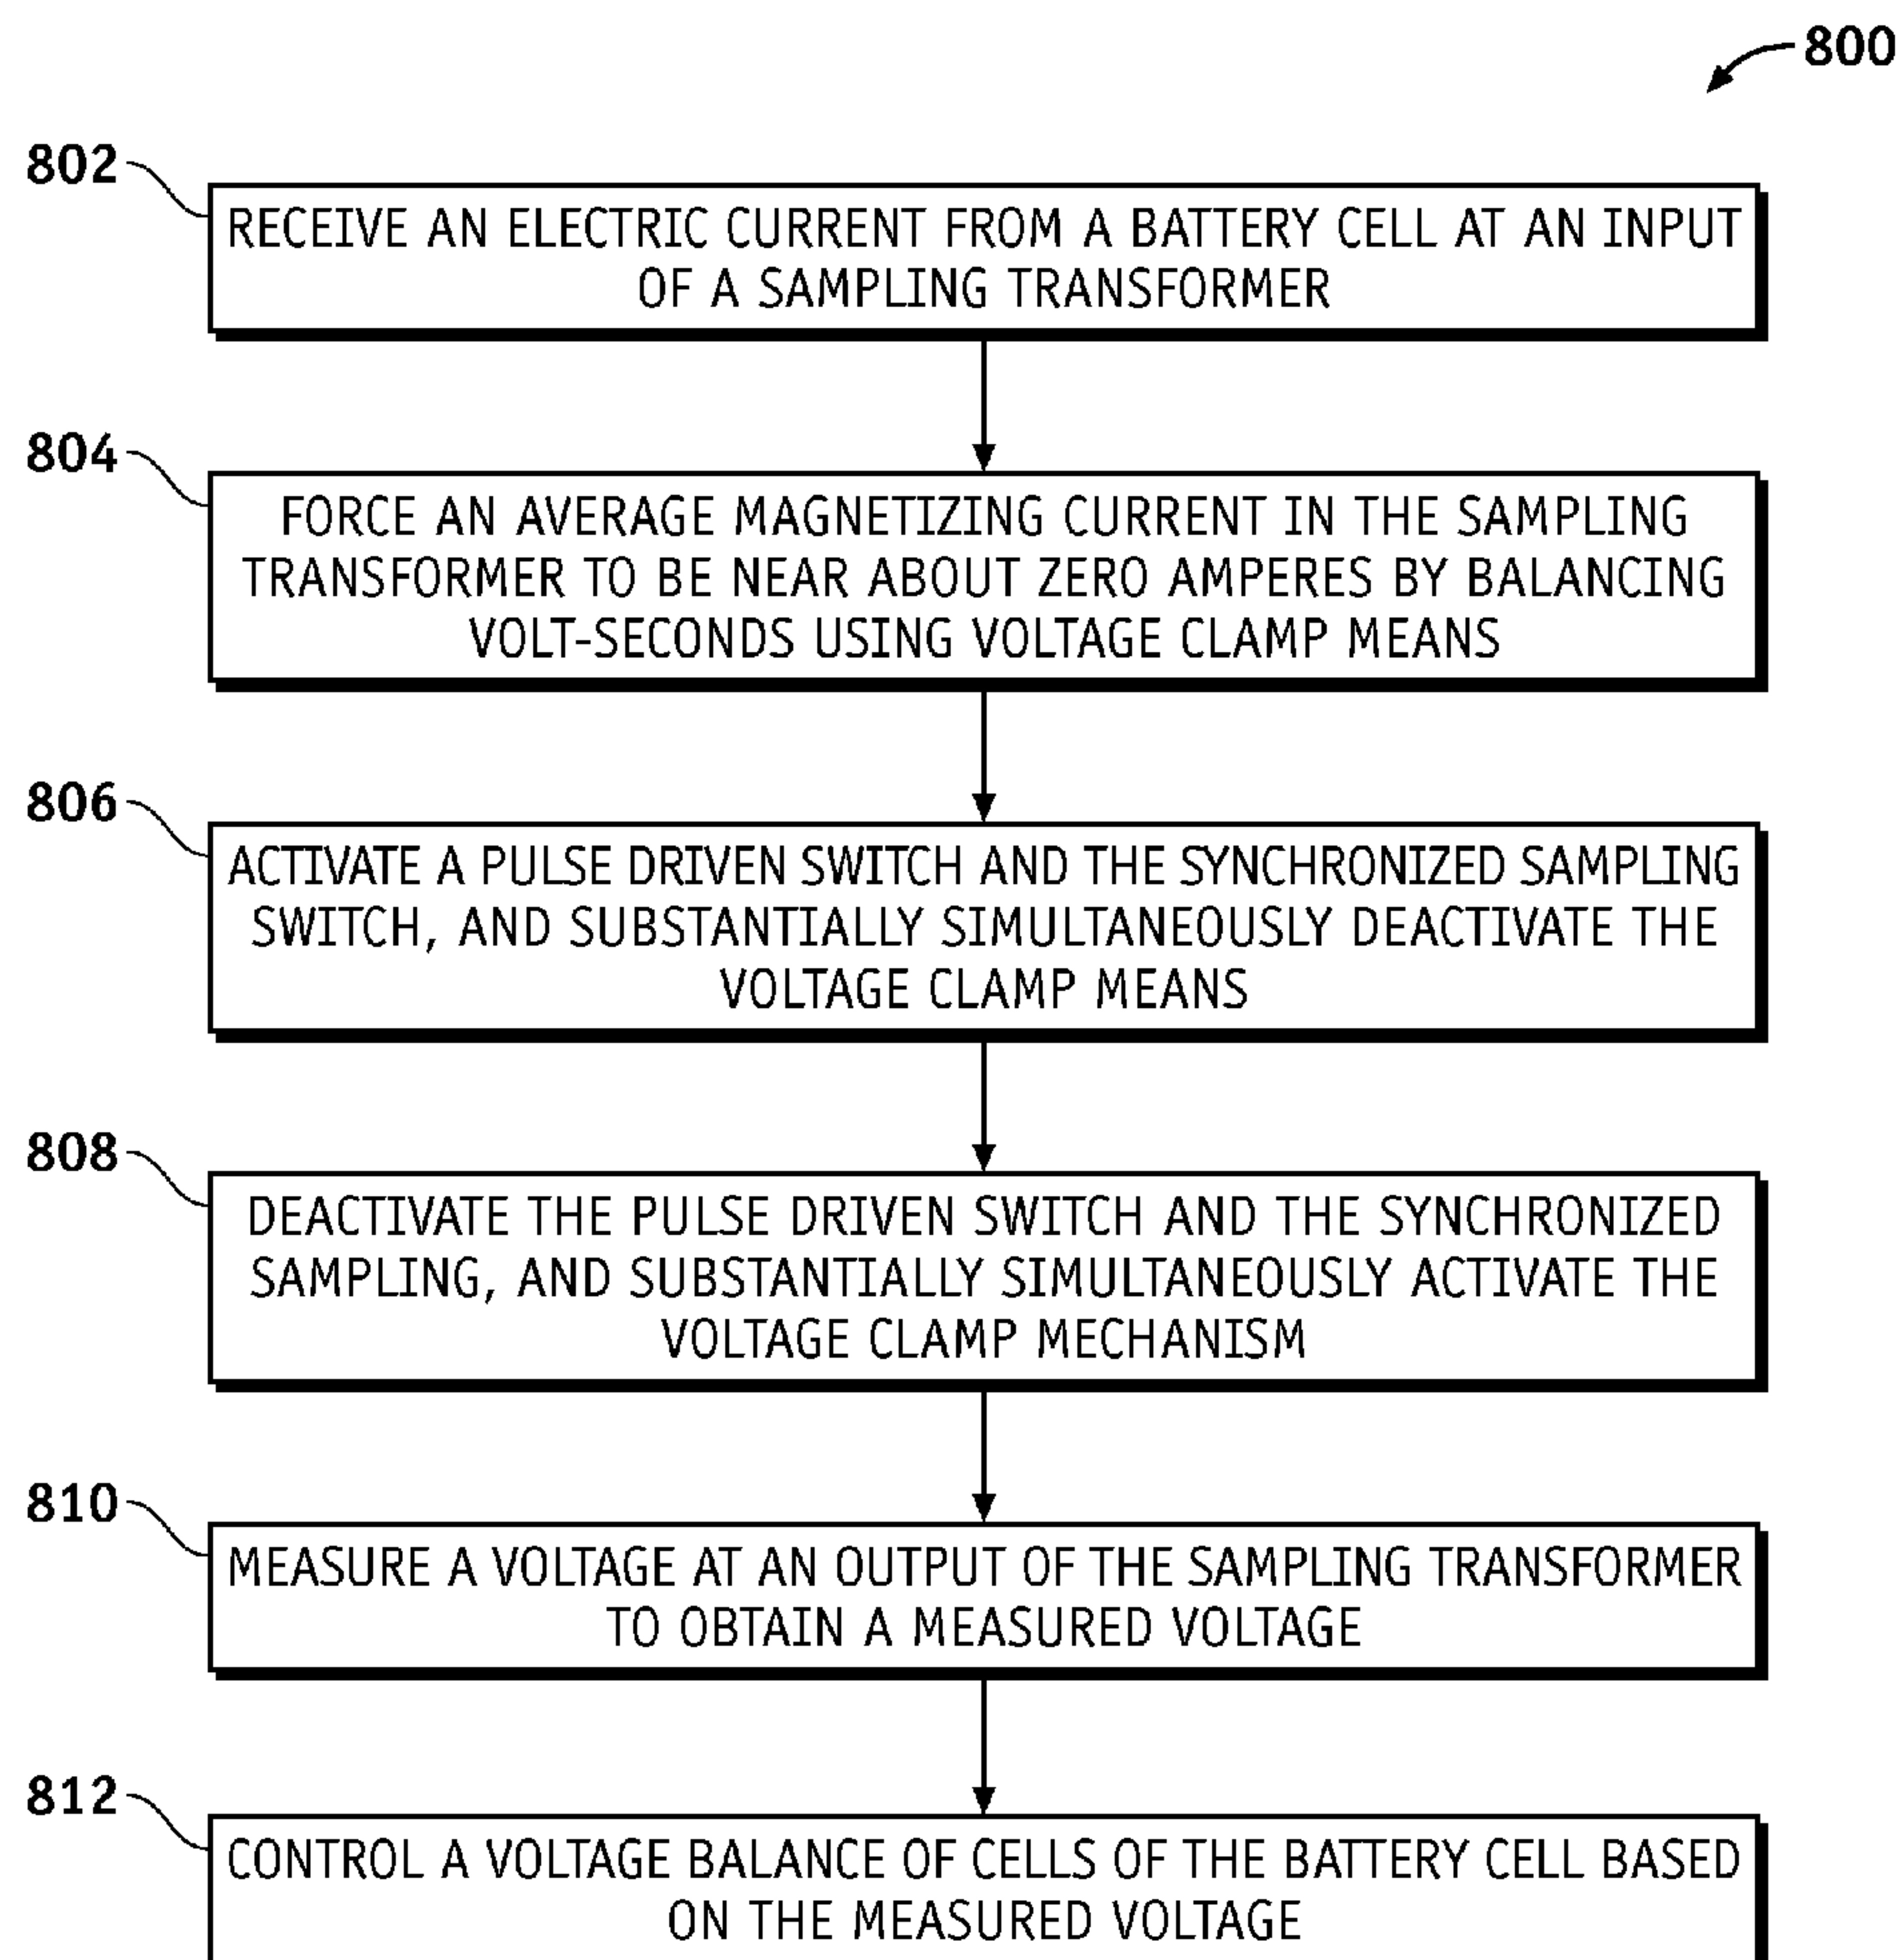 800
802
RECEIVE AN ELECTRIC CURRENT FROM A BATTERY CELL AT AN INPUT
OF A SAMPLING TRANSFORMER
804
FORCE AN AVERAGE MAGNETIZING CURRENT IN THE SAMPLING
TRANSFORMER TO BE NEAR ABOUT ZERO AMPERES BY BALANCING
VOLT-SECONDS USING VOLTAGE CLAMP MEANS
806
ACTIVATE A PULSE DRIVEN SWITCH AND THE SYNCHRONIZED SAMPLING
SWITCH, AND SUBSTANTIALLY SIMULTANEOUSLY DEACTIVATE THE
VOLTAGE CLAMP MEANS
808
DEACTIVATE THE PULSE DRIVEN SWITCH AND THE SYNCHRONIZED
SAMPLING, AND SUBSTANTIALLY SIMULTANEOUSLY ACTIVATE THE
VOLTAGE CLAMP MECHANISM
810
MEASURE A VOLTAGE AT AN OUTPUT OF THE SAMPLING TRANSFORMER
TO OBTAIN A MEASURED VOLTAGE
812
CONTROL A VOLTAGE BALANCE OF CELLS OF THE BATTERY CELL BASED
ON THE MEASURED VOLTAGE